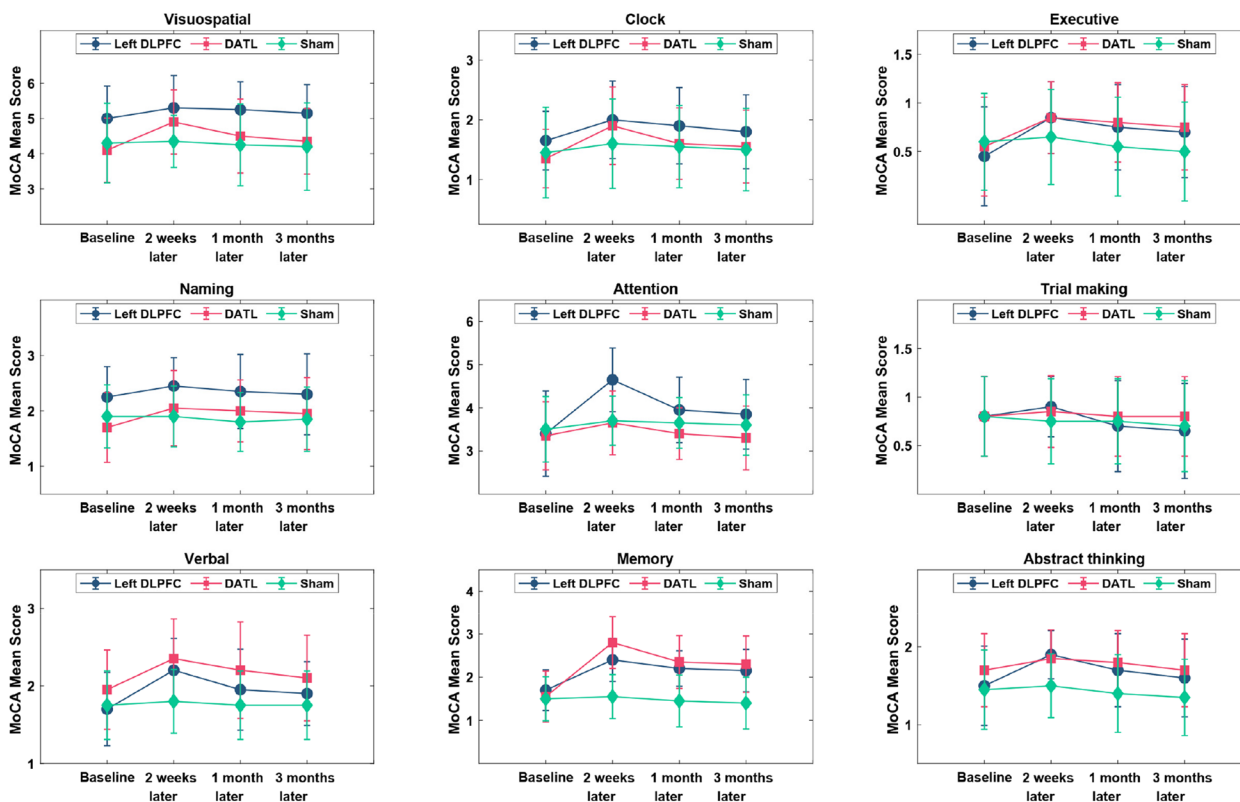 Visuospatial
Left DLPFC DATL Sham
MoCA Mean Score
6
5
4
3
Baseline 2 weeks 1 month 3 months
later later later
Clock
Left DLPFC DATL Sham
MoCA Mean Score
3
2
1
Baseline 2 weeks 1 month 3 months
later later later
Executive
Left DLPFC DATL Sham
MoCA Mean Score
1.5
1
0.5
Baseline 2 weeks 1 month 3 months
later later later
Naming
Left DLPFC DATL Sham
MoCA Mean Score
3
2
1
Baseline 2 weeks 1 month 3 months
later later later
Attention
Left DLPFC DATL Sham
MoCA Mean Score
6
5
4
3
Baseline 2 weeks 1 month 3 months
later later later
Trial making
Left DLPFC DATL Sham
MoCA Mean Score
1.5
1
0.5
Baseline 2 weeks 1 month 3 months
later later later
Verbal
Left DLPFC DATL Sham
MoCA Mean Score
3
2
1
Baseline 2 weeks 1 month 3 months
later later later
Memory
Left DLPFC DATL Sham
MoCA Mean Score
4
3
2
1
Baseline 2 weeks 1 month 3 months
later later later
Abstract thinking
Left DLPFC DATL Sham
MoCA Mean Score
2
1
Baseline 2 weeks 1 month 3 months
later later later